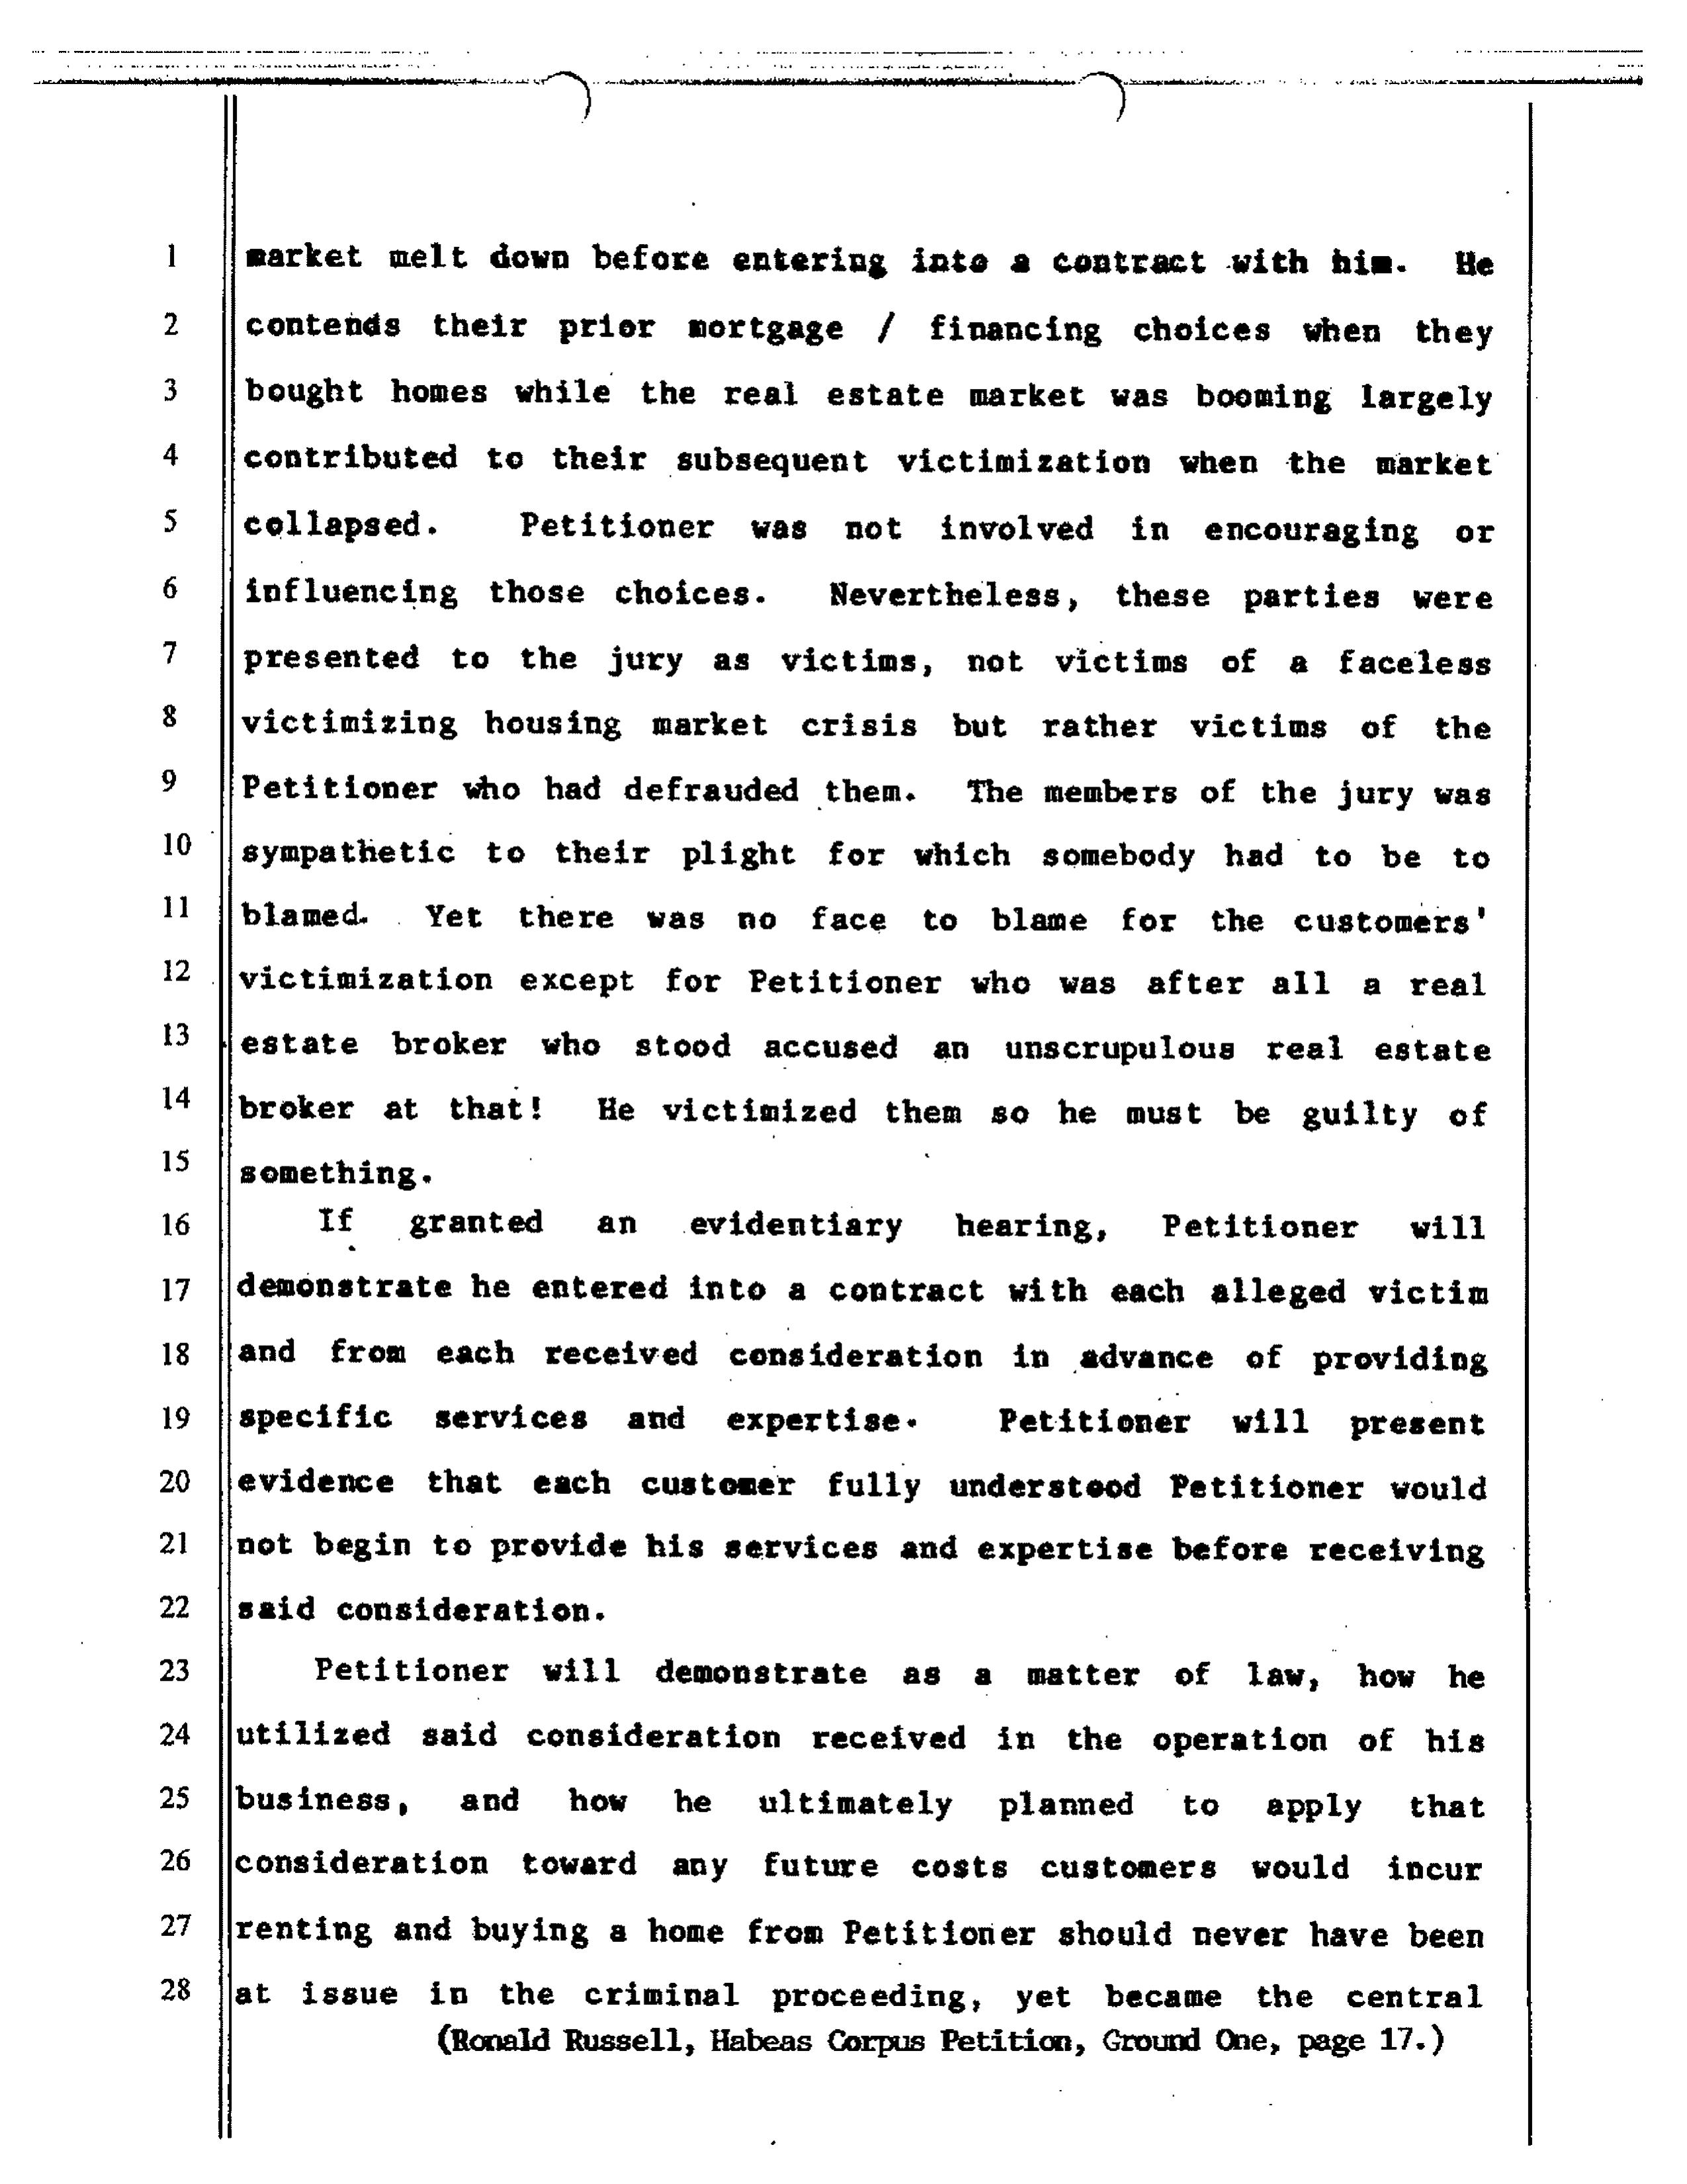 1 market melt down before entering into a contract with him. He
2 contends their prior mortgage / financing choices when they
3 bought homes while the real estate market was booming largely
4 contributed to their subsequent victimization when the market
5 collapsed. Petitioner was not involved in encouraging or
6 influencing those choices. Nevertheless, these parties were
7 presented to the jury as victims, not victims of a faceless
8 victimizing housing market crisis but rather victims of the
9 Petitioner who had defrauded them. The members of the jury was
10 sympathetic to their plight for which somebody had to be to
11 blamed. Yet there was no face to blame for the customers'
12 victimization except for Petitioner who was after all a real
13 estate broker who stood accused an unscrupulous real estate
14 broker at that! He victimized them so he must be guilty of
15 something.
16 If granted an evidentiary hearing, Petitioner will
17 demonstrate he entered into a contract with each alleged victim
18 and from each received consideration in advance of providing
19 specific services and expertise. Petitioner will present
20 evidence that each customer fully understood Petitioner would
21 not begin to provide his services and expertise before receiving
22 said consideration.
23 Petitioner will demonstrate as a matter of law, how he
24 utilized said consideration received in the operation of his
25 business, and how he ultimately planned to apply that
26 consideration toward any future costs customers would incur
27 renting and buying a home from Petitioner should never have been
28 at issue in the criminal proceeding, yet became the central
(Ronald Russell, Habeas Corpus Petition, Ground One, page 17.)